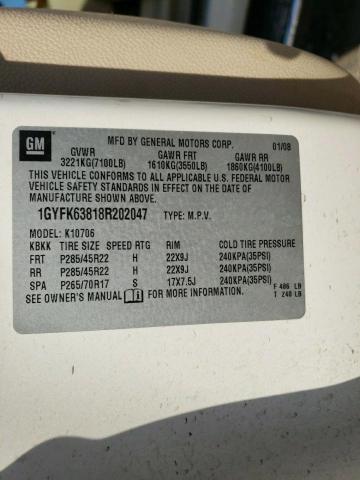 GM
MFD BY GENERAL MOTORS CORP. 01/08
GVWR GAWR FRT GAWR RR
3221KG(7100LB) 1610KG(3550LB) 1860KG(4100LB)
THIS VEHICLE CONFORMS TO ALL APPLICABLE U.S. FEDERAL MOTOR
VEHICLE SAFETY STANDARDS IN EFFECT ON THE DATE OF
MANUFACTURE SHOWN ABOVE.
1GYFK63818R202047 TYPE: M.P.V.
MODEL: K10706
KBKK TIRE SIZE SPEED RTG RIM COLD TIRE PRESSURE
FRT P285/45R22 H 22X9J 240KPA(35PSI)
RR P285/45R22 H 22X9J 240KPA(35PSI)
SPA P265/70R17 S 17X7.5J 240KPA(35PSI)
SEE OWNER'S MANUAL FOR MORE INFORMATION.
F 486 LB
T 240 LB